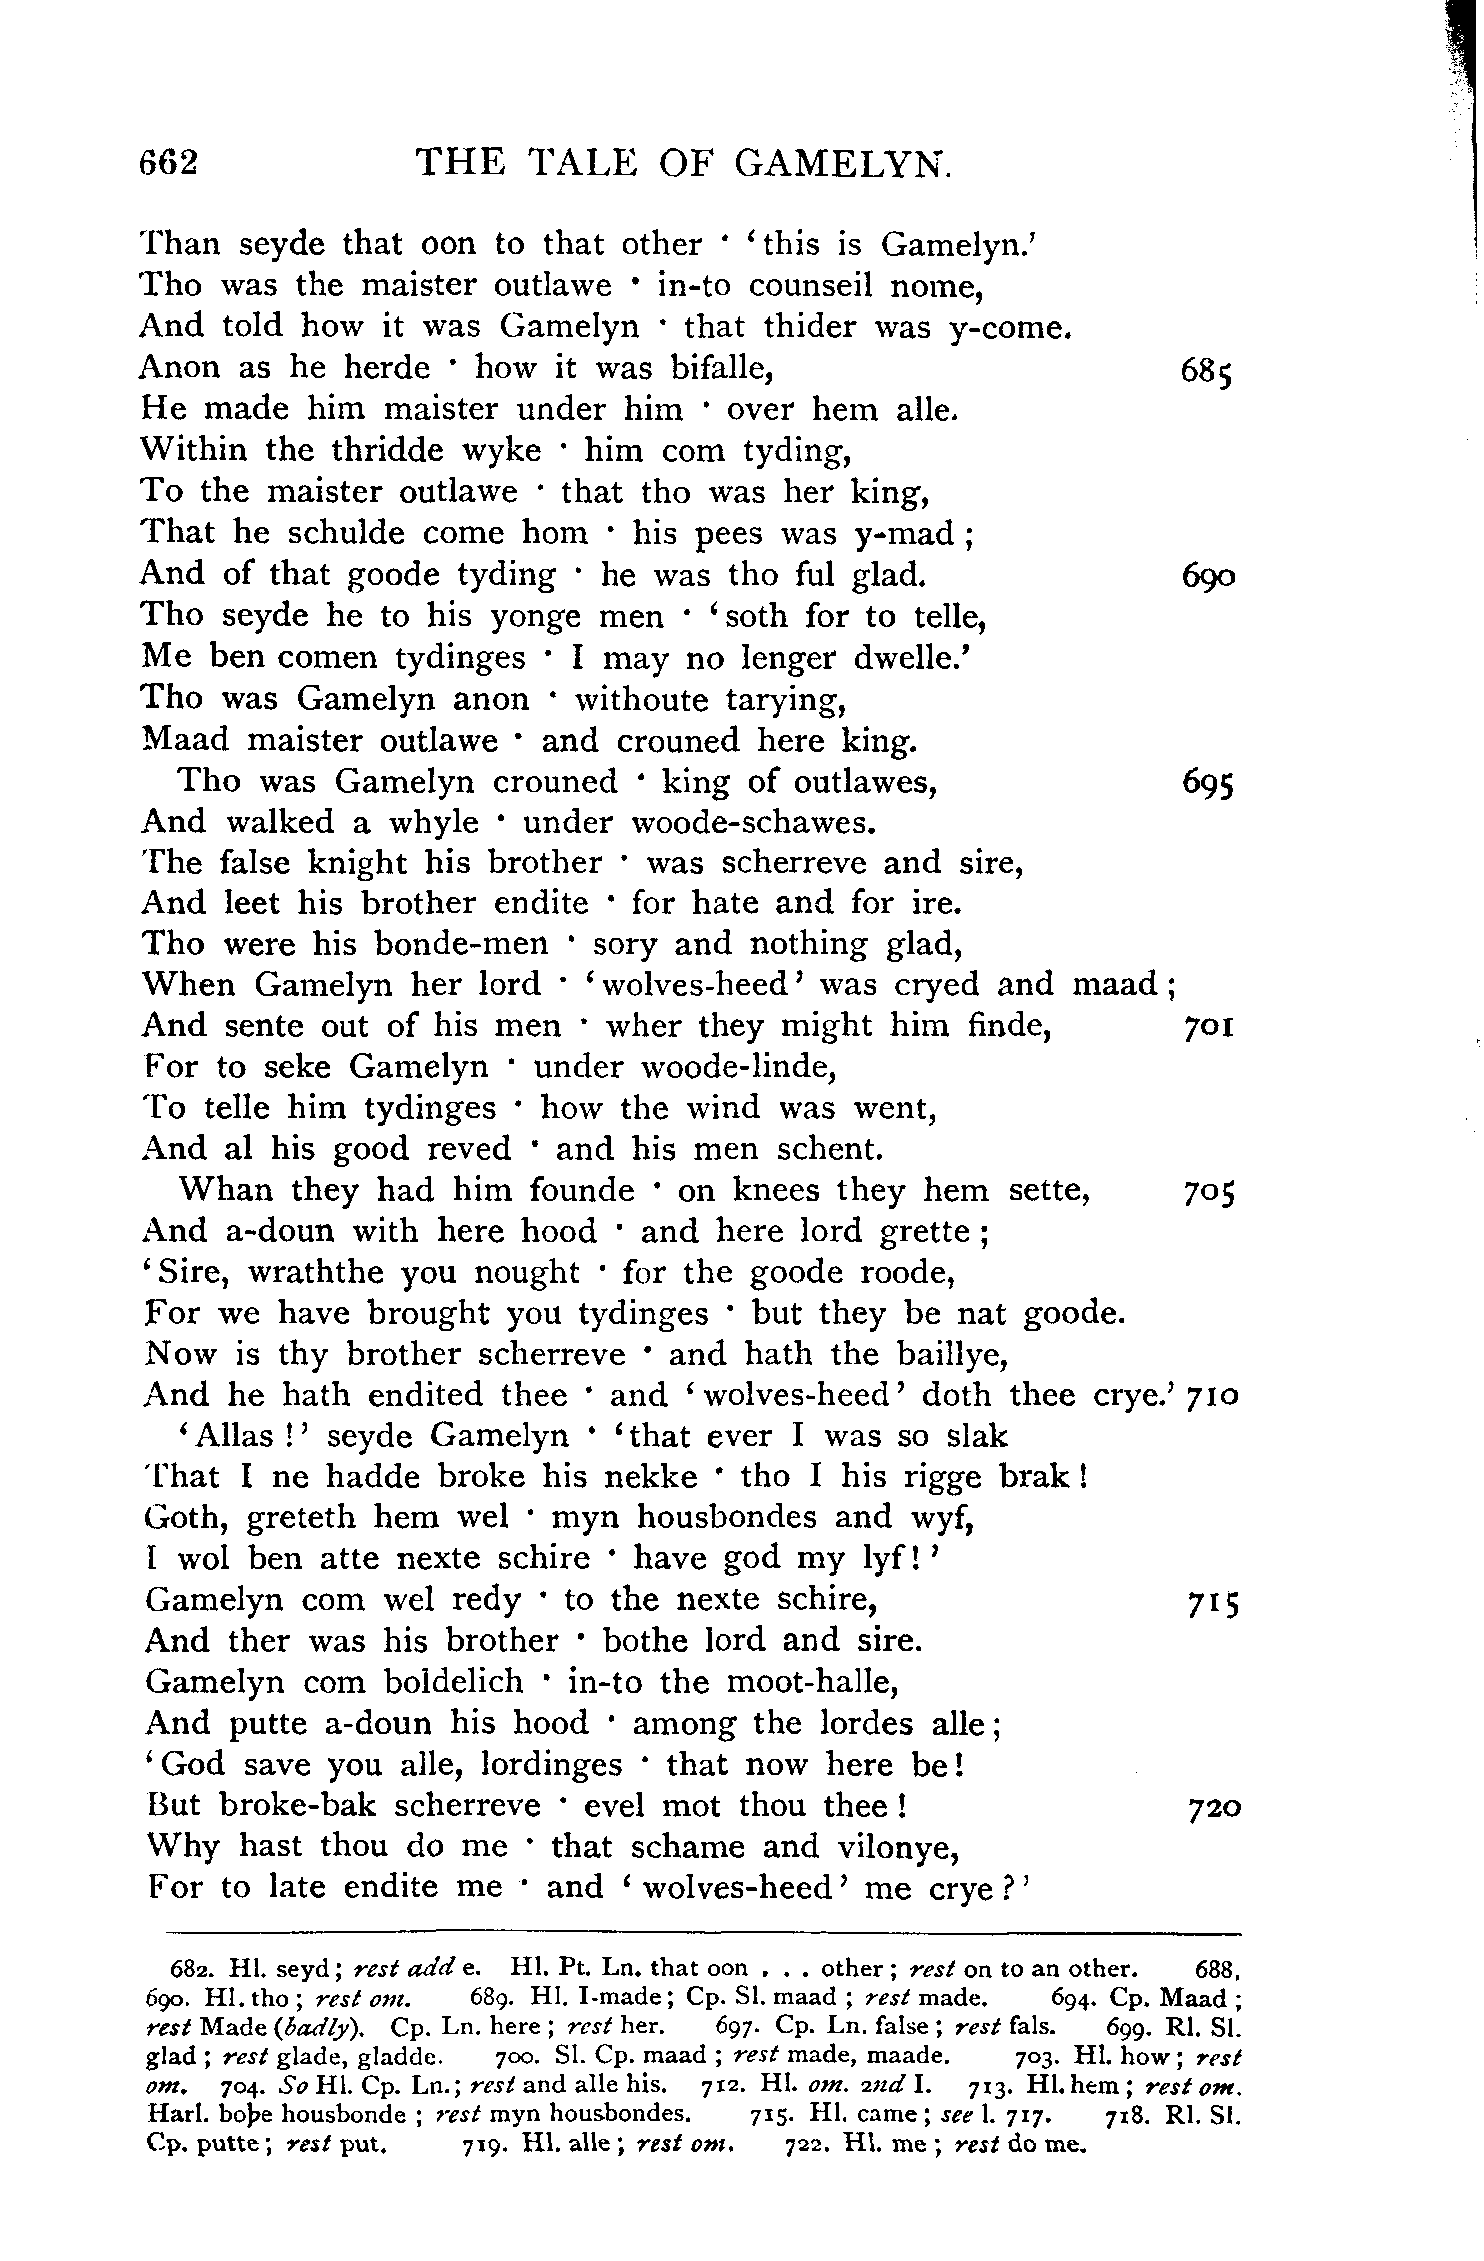 662 THE TALE OF GAMELYN.
Than seyde that oon to that other · ‘this is Gamelyn.’
Tho was the maister outlawe · in-to counseil nome,
And told how it was Gamelyn · that thider was y-come.
Anon as he herde · how it was bifalle, 685
He made him maister under him · over hem alle.
Within the thridde wyke · him com tyding,
To the maister outlawe · that tho was her king,
That he schulde come hom · his pees was y-mad ;
And of that goode tyding · he was tho ful glad. 690
Tho seyde he to his yonge men · ‘soth for to telle,
Me ben comen tydinges · I may no lenger dwelle.’
Tho was Gamelyn anon · withoute tarying,
Maad maister outlawe · and crouned here king.
Tho was Gamelyn crouned · king of outlawes, 695
And walked a whyle · under woode-schawes.
The false knight his brother · was scherreve and sire,
And leet his brother endite · for hate and for ire.
Tho were his bonde-men · sory and nothing glad,
When Gamelyn her lord · ‘wolves-heed’ was cryed and maad ;
And sente out of his men · wher they might him finde, 701
For to seke Gamelyn · under woode-linde,
To telle him tydinges · how the wind was went,
And al his good reved · and his men schent.
Whan they had him founde · on knees they hem sette, 705
And a-doun with here hood · and here lord grette ;
‘Sire, wraththe you nought · for the goode roode,
For we have brought you tydinges · but they be nat goode.
Now is thy brother scherreve · and hath the baillye,
And he hath endited thee · and ‘wolves-heed’ doth thee crye.’ 710
‘Allas !’ seyde Gamelyn · ‘that ever I was so slak
That I ne hadde broke his nekke · tho I his rigge brak !
Goth, greteth hem wel · myn housbondes and wyf,
I wol ben atte nexte schire · have god my lyf! ’
Gamelyn com wel redy · to the nexte schire, 715
And ther was his brother · bothe lord and sire.
Gamelyn com boldelich · in-to the moot-halle,
And putte a-doun his hood · among the lordes alle ;
‘God save you alle, lordinges · that now here be!
But broke-bak scherreve · evel mot thou thee ! 720
Why hast thou do me · that schame and vilonye,
For to late endite me · and ‘wolves-heed’ me crye ?’
682. Hl. seyd ; rest add e. Hl. Pt. Ln. that oon . . . other ; rest on to an other. 688,
690. Hl. tho ; rest om. 689. Hl. I-made ; Cp. Sl. maad ; rest made. 694. Cp. Maad ;
rest Made (badly). Cp. Ln. here ; rest her. 697. Cp. Ln. false ; rest fals. 699. Rl. Sl.
glad ; rest glade, gladde. 700. Sl. Cp. maad ; rest made, maade. 703. Hl. how ; rest
om. 704. So Hl. Cp. Ln. ; rest and alle his. 712. Hl. om. 2nd I. 713. Hl. hem ; rest om.
Harl. boþe housbonde ; rest myn housbondes. 715. Hl. came ; see l. 717. 718. Rl. Sl.
Cp. putte ; rest put. 719. Hl. alle ; rest om. 722. Hl. me ; rest do me.